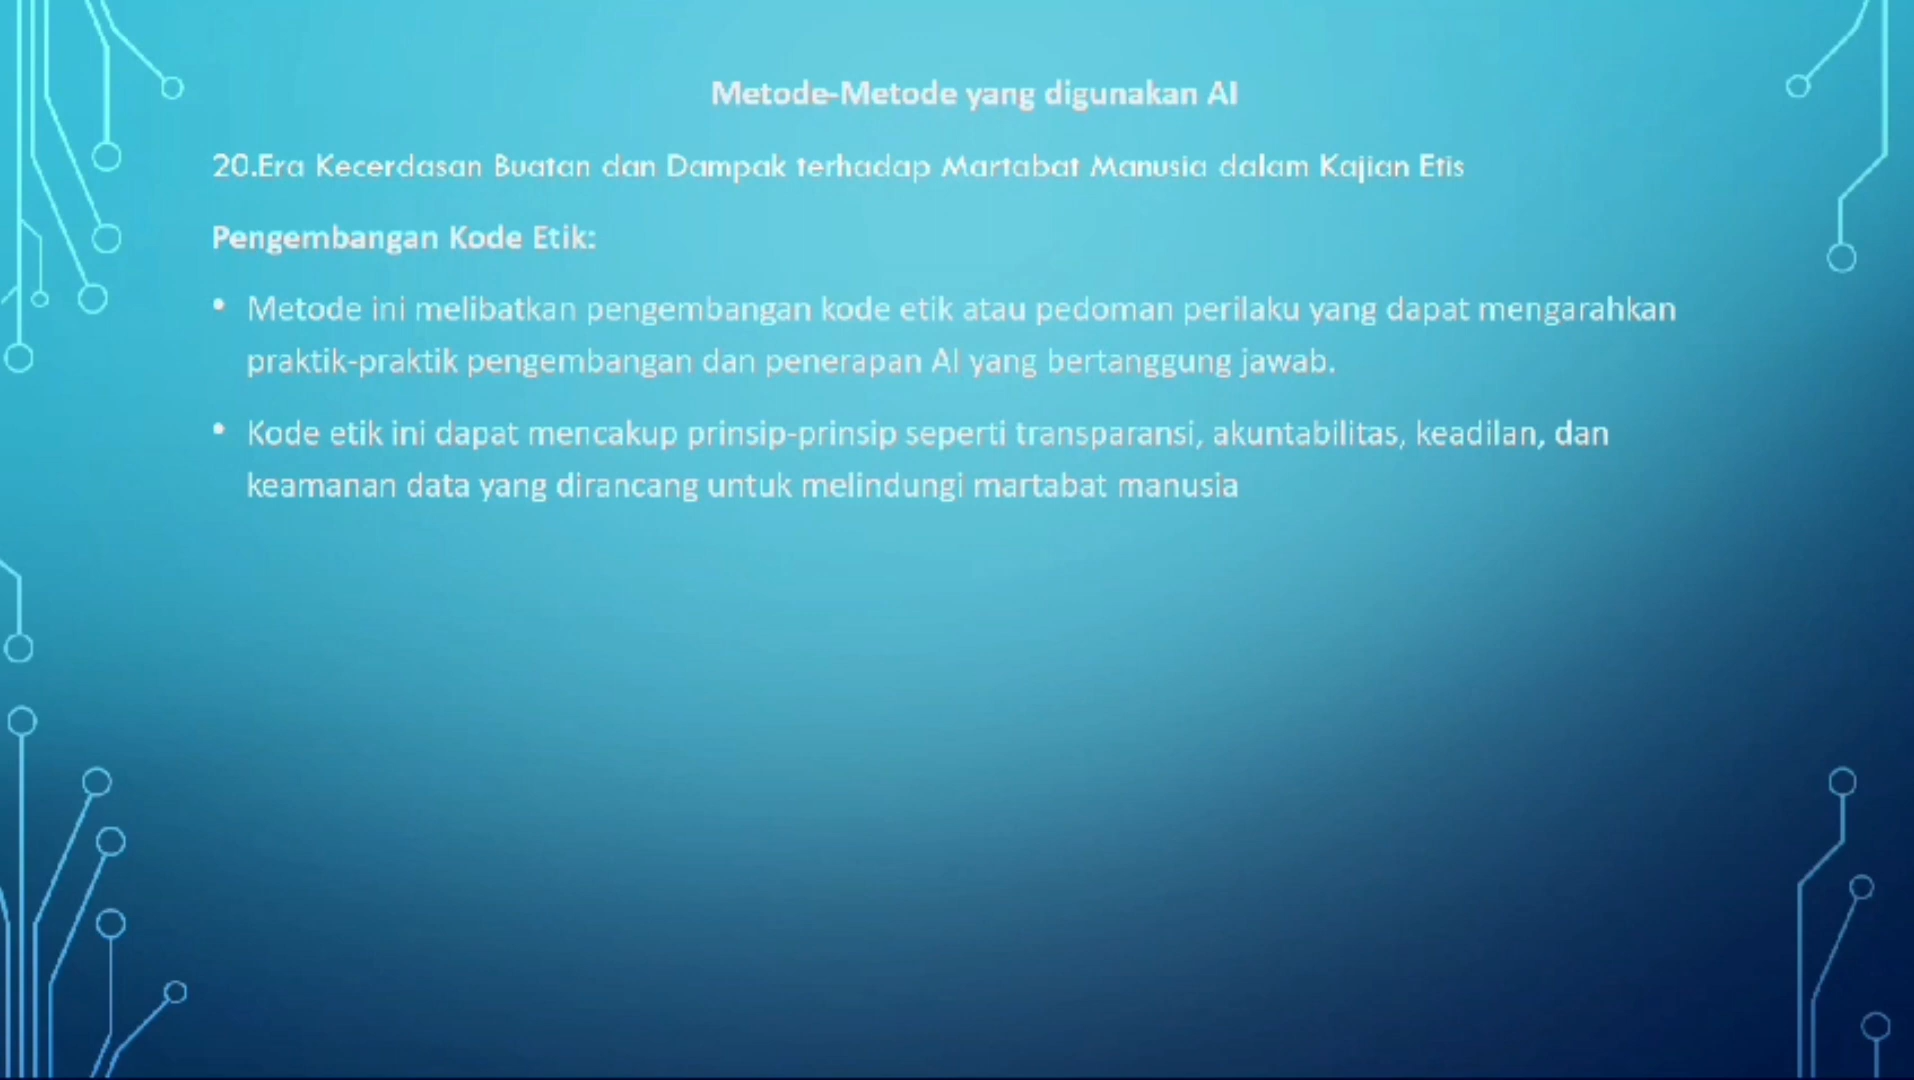 Metode-Metode yang digunakan AI
20.Era Kecerdasan Buatan dan Dampak terhadap Martabat Manusia dalam Kajian Etis
Pengembangan Kode Etik:
• Metode ini melibatkan pengembangan kode etik atau pedoman perilaku yang dapat mengarahkan
praktik-praktik pengembangan dan penerapan AI yang bertanggung jawab.
• Kode etik ini dapat mencakup prinsip-prinsip seperti transparansi, akuntabilitas, keadilan, dan
keamanan data yang dirancang untuk melindungi martabat manusia